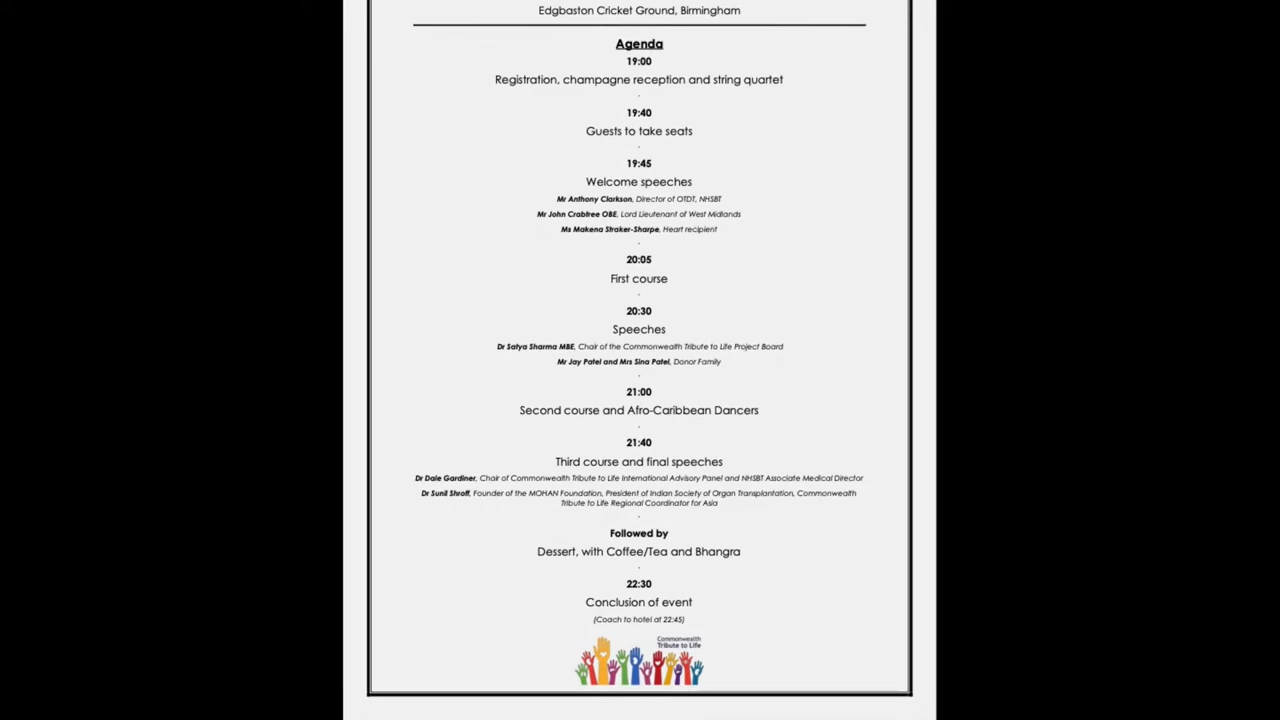 Edgbaston Cricket Ground, Birmingham
Agenda
19:00
Registration, champagne reception and string quartet
.
19:40
Guests to take seats
.
19:45
Welcome speeches
Mr Anthony Clarkson, Director of OTDT, NHSBT
Mr John Crabtree OBE, Lord Lieutenant of West Midlands
Ms Makena Straker-Sharpe, Heart recipient
.
20:05
First course
.
20:30
Speeches
Dr Satya Sharma MBE, Chair of the Commonwealth Tribute to Life Project Board
Mr Jay Patel and Mrs Sina Patel, Donor Family
.
21:00
Second course and Afro-Caribbean Dancers
.
21:40
Third course and final speeches
Dr Dale Gardiner, Chair of Commonwealth Tribute to Life International Advisory Panel and NHSBT Associate Medical Director
Dr Sunil Shroff, Founder of the MOHAN Foundation, President of Indian Society of Organ Transplantation, Commonwealth
Tribute to Life Regional Coordinator for Asia
.
Followed by
Dessert, with Coffee/Tea and Bhangra
.
22:30
Conclusion of event
(Coach to hotel at 22:45)
Commonwealth
Tribute to Life